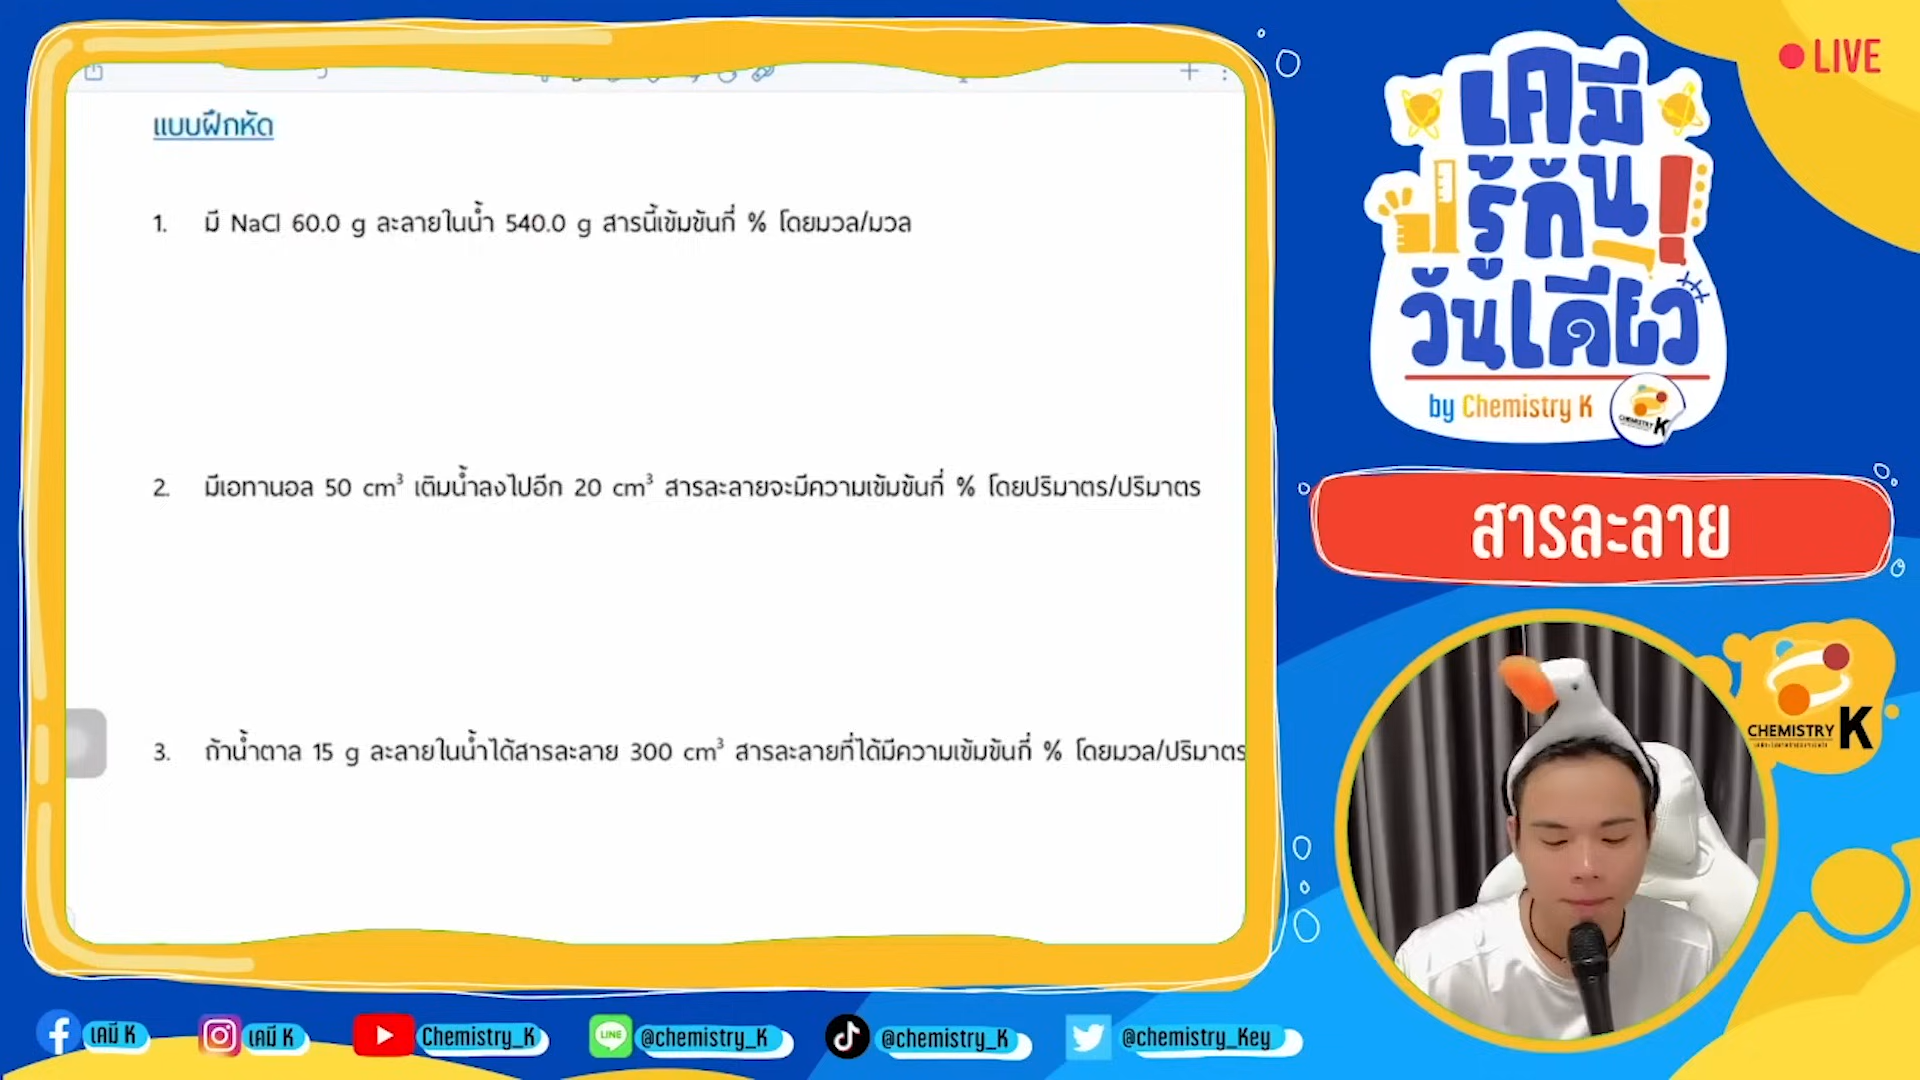 แบบฝึกหัด
1. มี NaCl 60.0 g ละลายในน้ำ 540.0 g สารนี้เข้มข้นกี่ % โดยมวล/มวล
2. มีเอทานอล 50 cm³ เติมน้ำลงไปอีก 20 cm³ สารละลายจะมีความเข้มข้นกี่ % โดยปริมาตร/ปริมาตร
3. ถ้าน้ำตาล 15 g ละลายในน้ำได้สารละลาย 300 cm³ สารละลายที่ได้มีความเข้มข้นกี่ % โดยมวล/ปริมาตร
LIVE
เคมี
รู้กัน!
วันเดียว
by Chemistry K
CHEMISTRY K
สารละลาย
CHEMISTRY K
เคมี K
เคมี K
Chemistry_K
LINE
@chemistry_K
@chemistry_K
@chemistry_Key